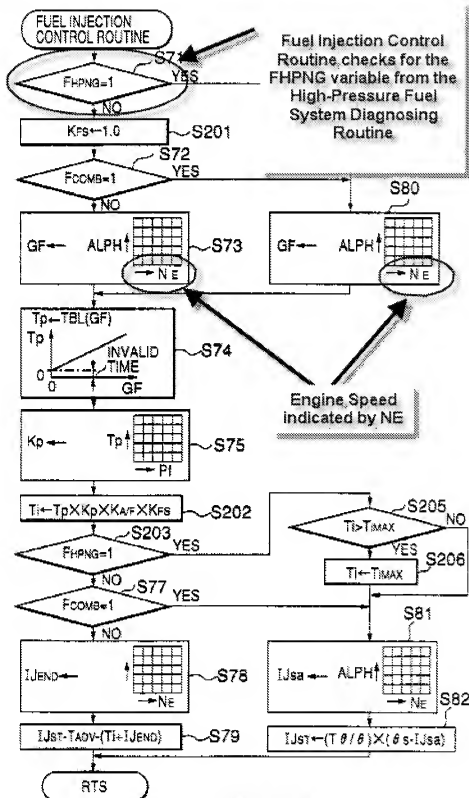 FUEL INJECTION
CONTROL ROUTINE
S71
FHPNG=1
YES
NO
KFS←1.0
S201
S72
FCOMB=1
YES
NO
S80
GF← ALPH↑
→NE
S73
GF← ALPH↑
→NE
Tp←TBL(GF)
Tp
INVALID
TIME
0
0
GF
S74
Kp← Tp↑
→PI
S75
Ti←Tp×Kp×KA/F×KFS
S202
S203
FHPNG=1
YES
NO
S205
Ti>TIMAX
NO
YES
S206
Ti←TIMAX
S77
FCOMB=1
YES
NO
S81
IJEND← ↑
→NE
S78
IJsa← ALPH↑
→NE
S82
IJST-TADV-(Ti+IJEND)
S79
IJST←(Tθ/θ)×(θs-IJsa)
RTS
Fuel Injection Control
Routine checks for the
FHPNG variable from the
High-Pressure Fuel
System Diagnosing
Routine
Engine Speed
indicated by NE